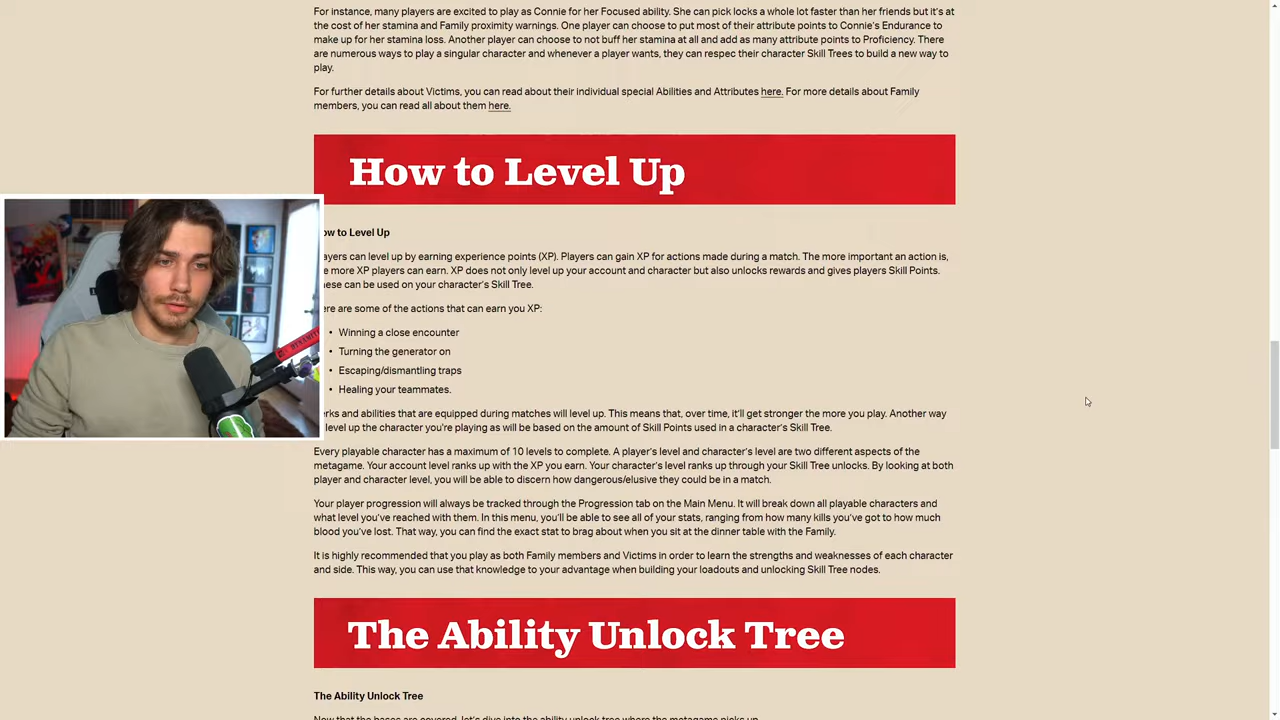 For instance, many players are excited to play as Connie for her Focused ability. She can pick locks a whole lot faster than her friends but it's at
the cost of her stamina and Family proximity warnings. One player can choose to put most of their attribute points to Connie's Endurance to
make up for her stamina loss. Another player can choose to not buff her stamina at all and add as many attribute points to Proficiency. There
are numerous ways to play a singular character and whenever a player wants, they can respec their character Skill Trees to build a new way to
play.
For further details about Victims, you can read about their individual special Abilities and Attributes here. For more details about Family
members, you can read all about them here.
How to Level Up
ow to Level Up
ayers can level up by earning experience points (XP). Players can gain XP for actions made during a match. The more important an action is,
e more XP players can earn. XP does not only level up your account and character but also unlocks rewards and gives players Skill Points.
hese can be used on your character's Skill Tree.
ere are some of the actions that can earn you XP:
• Winning a close encounter
• Turning the generator on
• Escaping/dismantling traps
• Healing your teammates.
erks and abilities that are equipped during matches will level up. This means that, over time, it'll get stronger the more you play. Another way
level up the character you're playing as will be based on the amount of Skill Points used in a character's Skill Tree.
Every playable character has a maximum of 10 levels to complete. A player's level and character's level are two different aspects of the
metagame. Your account level ranks up with the XP you earn. Your character's level ranks up through your Skill Tree unlocks. By looking at both
player and character level, you will be able to discern how dangerous/elusive they could be in a match.
Your player progression will always be tracked through the Progression tab on the Main Menu. It will break down all playable characters and
what level you've reached with them. In this menu, you'll be able to see all of your stats, ranging from how many kills you've got to how much
blood you've lost. That way, you can find the exact stat to brag about when you sit at the dinner table with the Family.
It is highly recommended that you play as both Family members and Victims in order to learn the strengths and weaknesses of each character
and side. This way, you can use that knowledge to your advantage when building your loadouts and unlocking Skill Tree nodes.
The Ability Unlock Tree
The Ability Unlock Tree
Now that the bases are covered, let's dive into the ability unlock tree where the metagame picks up.